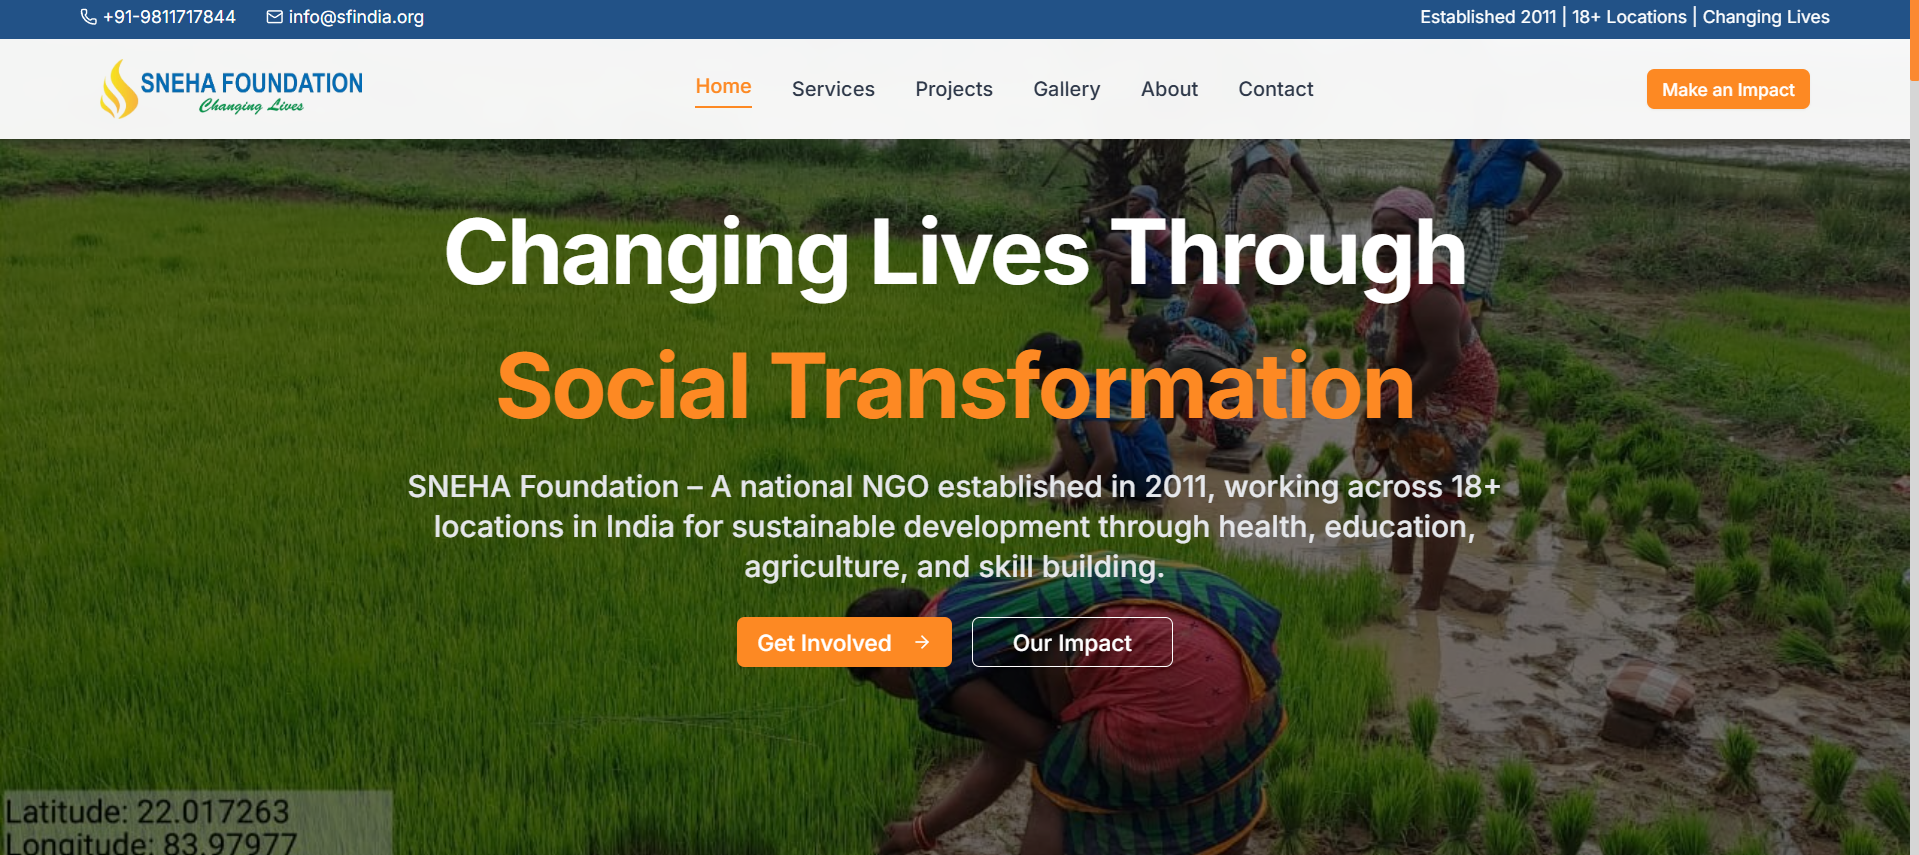 +91-9811717844 info@sfindia.org Established 2011 | 18+ Locations | Changing Lives
SNEHA FOUNDATION
Changing Lives
Home Services Projects Gallery About Contact Make an Impact
Changing Lives Through
Social Transformation
SNEHA Foundation – A national NGO established in 2011, working across 18+
locations in India for sustainable development through health, education,
agriculture, and skill building.
Get Involved → Our Impact
Latitude: 22.017263
Longitude: 83.97977